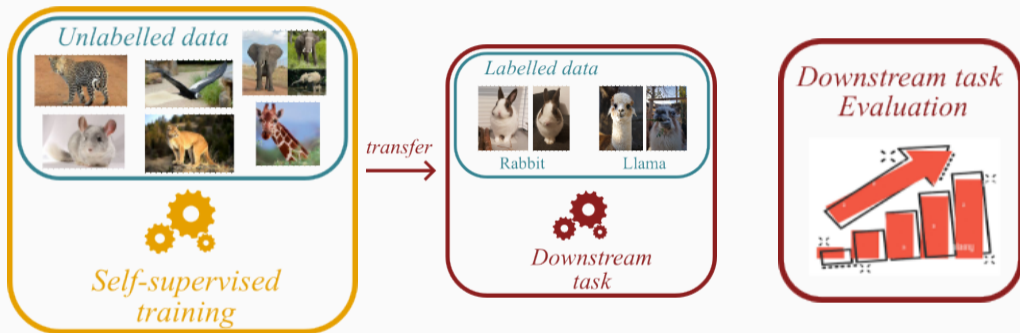 Unlabelled data
Self-supervised
training
transfer
Labelled data
Rabbit
Llama
Downstream
task
Downstream task
Evaluation